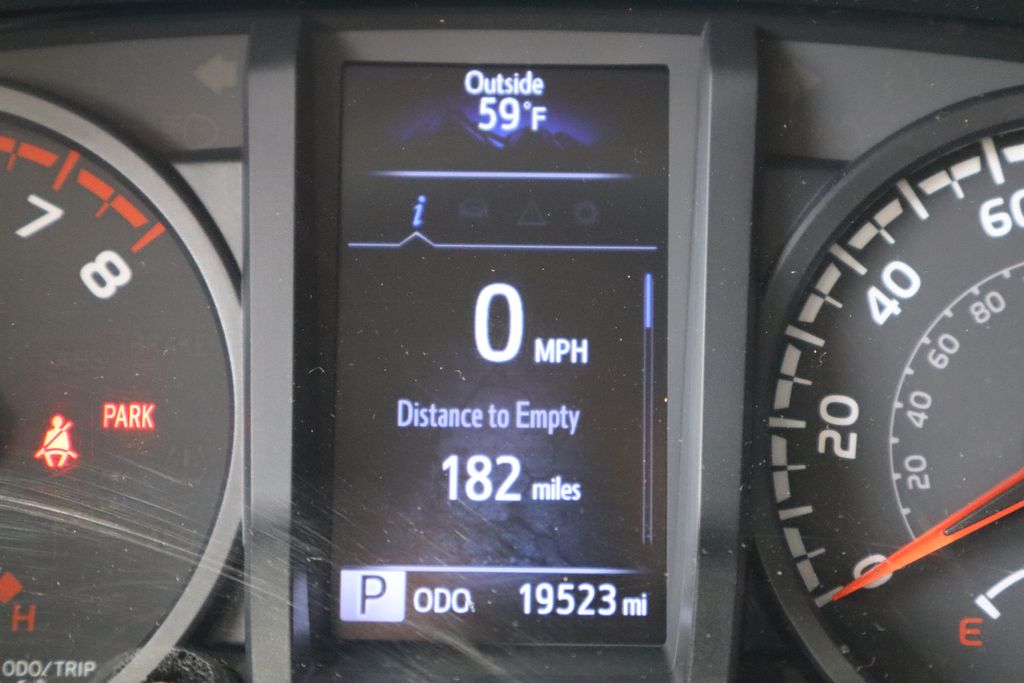 Outside
59°F
i
0 MPH
Distance to Empty
182 miles
P ODO 19523 mi
7
8
PARK
H
ODO/TRIP
60
40
20
0
80
60
40
20
E